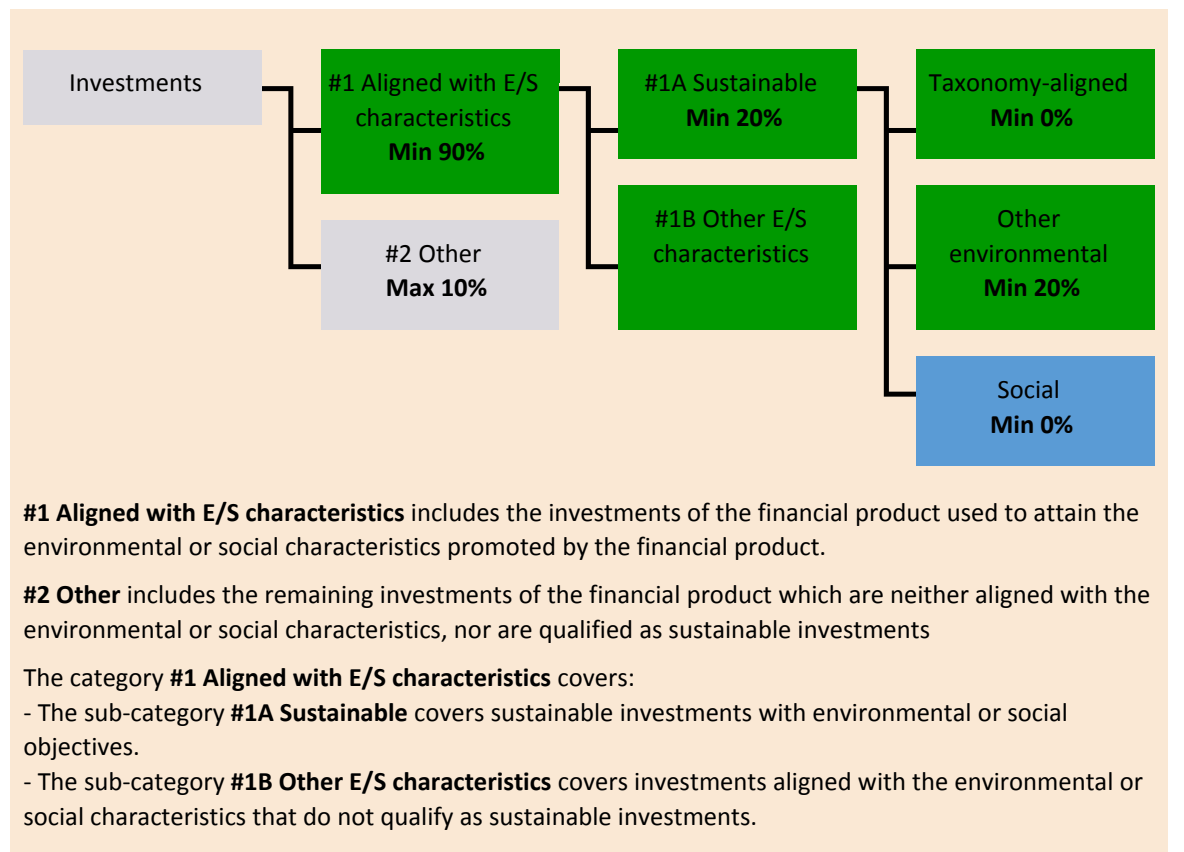 Investments
#1 Aligned with E/S
characteristics
Min 90%
#2 Other
Max 10%
#1A Sustainable
Min 20%
#1B Other E/S
characteristics
Taxonomy-aligned
Min 0%
Other
environmental
Min 20%
Social
Min 0%
#1 Aligned with E/S characteristics includes the investments of the financial product used to attain the
environmental or social characteristics promoted by the financial product.
#2 Other includes the remaining investments of the financial product which are neither aligned with the
environmental or social characteristics, nor are qualified as sustainable investments
The category #1 Aligned with E/S characteristics covers:
- The sub-category #1A Sustainable covers sustainable investments with environmental or social
objectives.
- The sub-category #1B Other E/S characteristics covers investments aligned with the environmental or
social characteristics that do not qualify as sustainable investments.